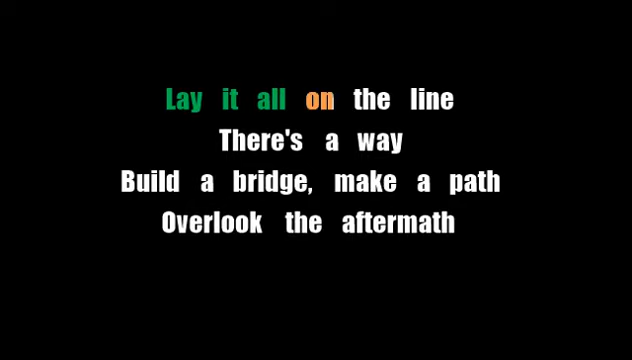 Lay it all on the line
There's a way
Build a bridge, make a path
Overlook the aftermath